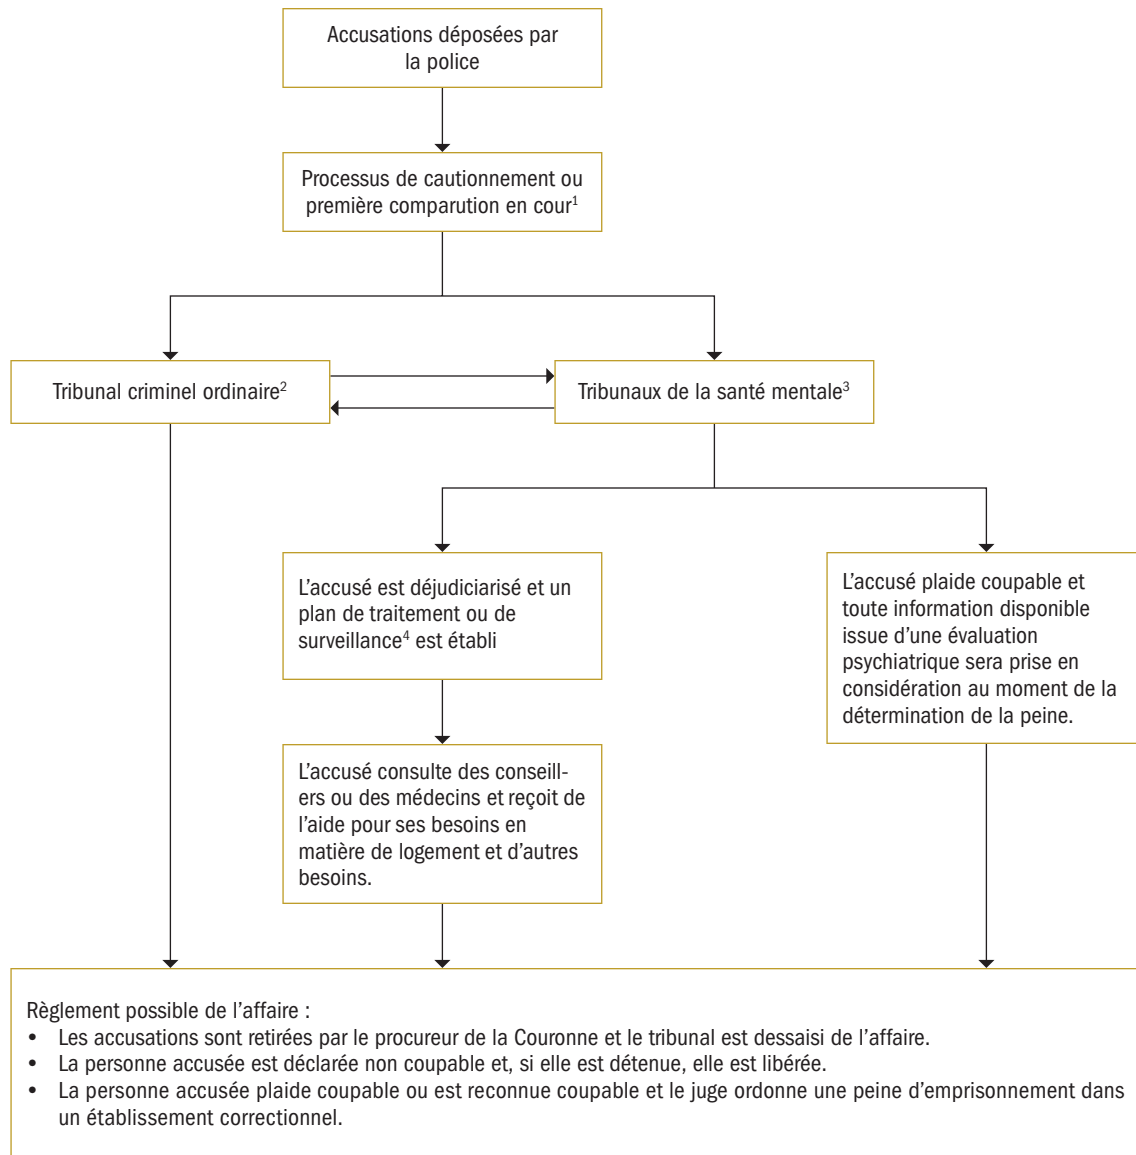 Accusations déposées par
la police
Processus de cautionnement ou
première comparution en cour¹
Tribunal criminel ordinaire²
Tribunaux de la santé mentale³
L'accusé est déjudiciarisé et un
plan de traitement ou de
surveillance⁴ est établi
L'accusé plaide coupable et
toute information disponible
issue d'une évaluation
psychiatrique sera prise en
considération au moment de la
détermination de la peine.
L'accusé consulte des conseill-
ers ou des médecins et reçoit de
l'aide pour ses besoins en
matière de logement et d'autres
besoins.
Règlement possible de l'affaire :
• Les accusations sont retirées par le procureur de la Couronne et le tribunal est dessaisi de l'affaire.
• La personne accusée est déclarée non coupable et, si elle est détenue, elle est libérée.
• La personne accusée plaide coupable ou est reconnue coupable et le juge ordonne une peine d'emprisonnement dans
un établissement correctionnel.